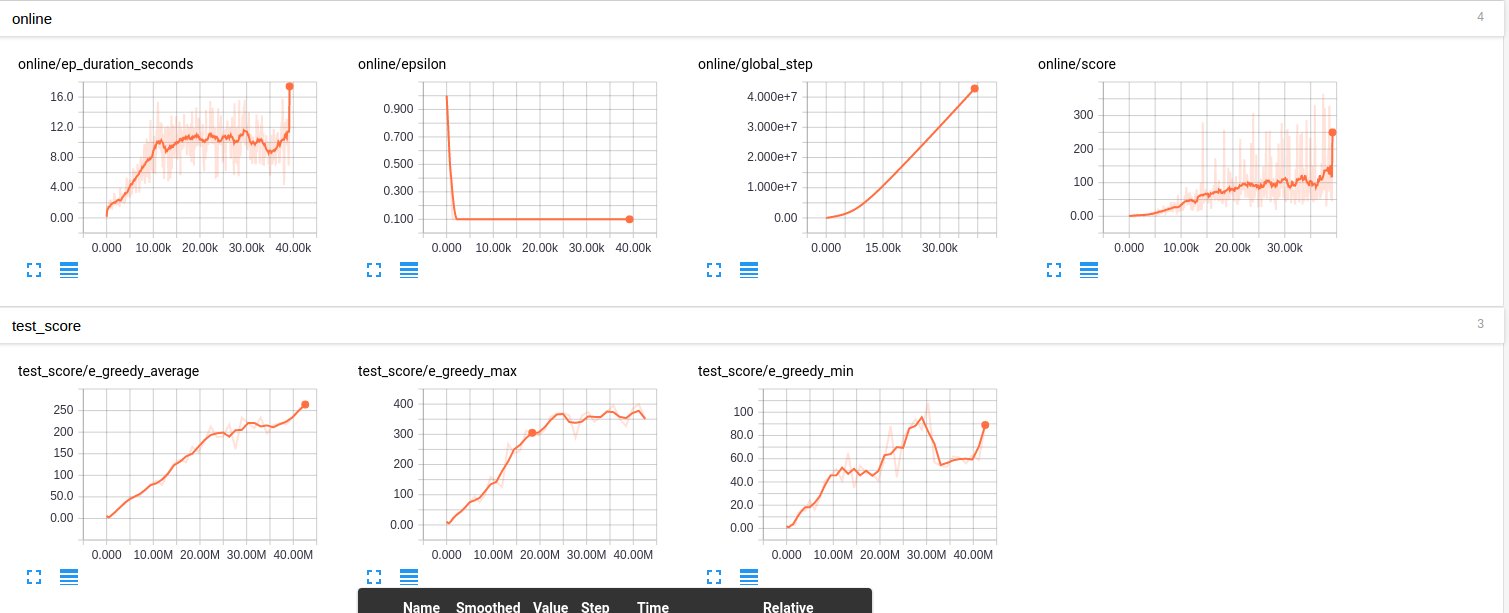 online 4
online/ep_duration_seconds online/epsilon online/global_step online/score
16.0
12.0
8.00
4.00
0.00
0.000 10.00k 20.00k 30.00k 40.00k
0.900
0.700
0.500
0.300
0.100
0.000 10.00k 20.00k 30.00k 40.00k
4.000e+7
3.000e+7
2.000e+7
1.000e+7
0.00
0.000 15.00k 30.00k
300
200
100
0.00
0.000 10.00k 20.00k 30.00k
test_score 3
test_score/e_greedy_average test_score/e_greedy_max test_score/e_greedy_min
250
200
150
100
50.0
0.00
0.000 10.00M 20.00M 30.00M 40.00M
400
300
200
100
0.00
0.000 10.00M 20.00M 30.00M 40.00M
100
80.0
60.0
40.0
20.0
0.00
0.000 10.00M 20.00M 30.00M 40.00M
Name Smoothed Value Step Time Relative